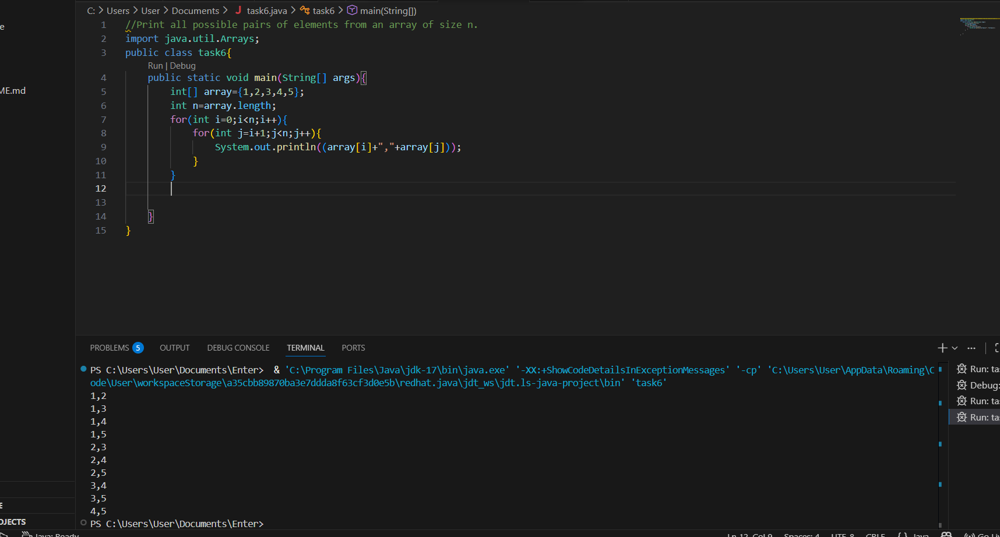 C: > Users > User > Documents > J task6.java > task6 > main(String[])
e
ME.md
1 //Print all possible pairs of elements from an array of size n.
2 import java.util.Arrays;
3 public class task6{
Run | Debug
4 public static void main(String[] args){
5 int[] array={1,2,3,4,5};
6 int n=array.length;
7 for(int i=0;i<n;i++){
8 for(int j=i+1;j<n;j++){
9 System.out.println((array[i]+","+array[j]));
10 }
11 }
12
13
14 }
15 }
PROBLEMS 5 OUTPUT DEBUG CONSOLE TERMINAL PORTS
PS C:\Users\User\Documents\Enter> & 'C:\Program Files\Java\jdk-17\bin\java.exe' '-XX:+ShowCodeDetailsInExceptionMessages' '-cp' 'C:\Users\User\AppData\Roaming\C
ode\User\workspaceStorage\a35cbb89870ba3e7ddda8f63cf3d0e5b\redhat.java\jdt_ws\jdt.ls-java-project\bin' 'task6'
1,2
1,3
1,4
1,5
2,3
2,4
2,5
3,4
3,5
4,5
PS C:\Users\User\Documents\Enter>
Run: ta
Debug:
Run: ta
Run: ta
E
OJECTS
Java: Ready
Ln 12, Col 9 Spaces: 4 UTF-8 CRLF {} Java Go Li